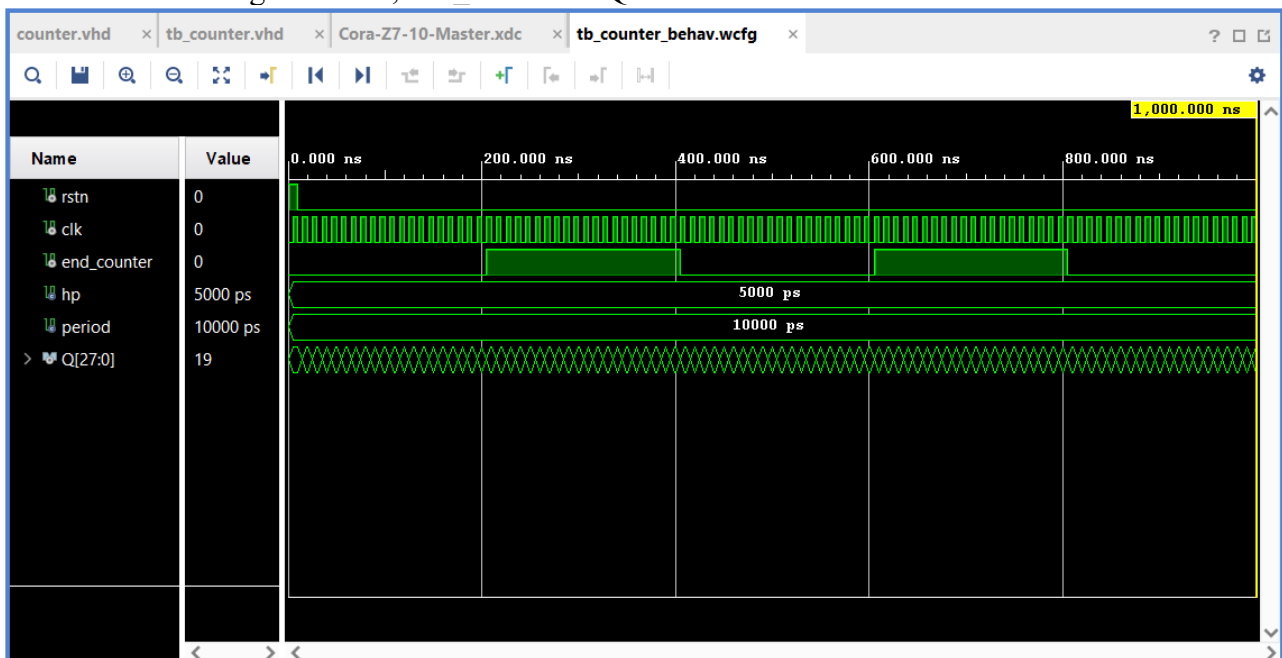 counter.vhd × tb_counter.vhd × Cora-Z7-10-Master.xdc × tb_counter_behav.wcfg × ?
1,000.000 ns
Name Value 0.000 ns 200.000 ns 400.000 ns 600.000 ns 800.000 ns
rstn 0
clk 0
end_counter 0
hp 5000 ps 5000 ps
period 10000 ps 10000 ps
Q[27:0] 19